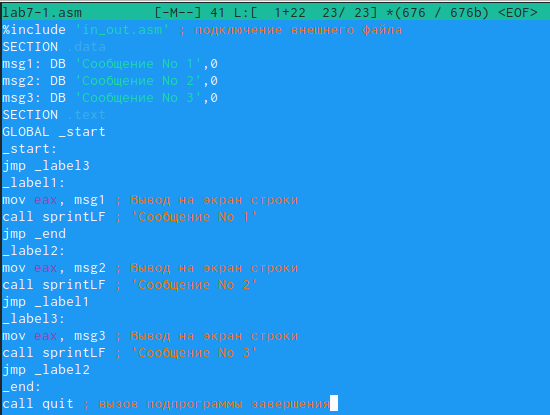 lab7-1.asm [-M--] 41 L:[ 1+22 23/ 23] *(676 / 676b) <EOF>
%include 'in_out.asm' ; подключение внешнего файла
SECTION .data
msg1: DB 'Сообщение No 1',0
msg2: DB 'Сообщение No 2',0
msg3: DB 'Сообщение No 3',0
SECTION .text
GLOBAL _start
_start:
jmp _label3
_label1:
mov eax, msg1 ; Вывод на экран строки
call sprintLF ; 'Сообщение No 1'
jmp _end
_label2:
mov eax, msg2 ; Вывод на экран строки
call sprintLF ; 'Сообщение No 2'
jmp _label1
_label3:
mov eax, msg3 ; Вывод на экран строки
call sprintLF ; 'Сообщение No 3'
jmp _label2
_end:
call quit ; вызов подпрограммы завершения